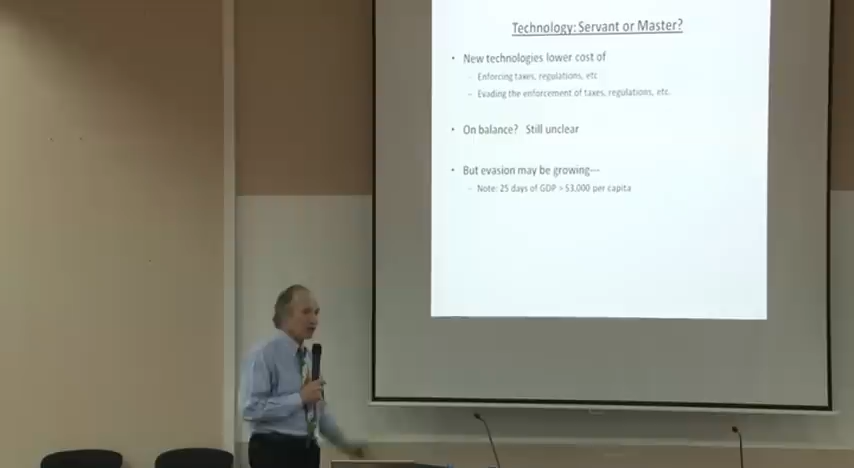 Technology: Servant or Master?
• New technologies lower cost of
– Enforcing taxes, regulations, etc
– Evading the enforcement of taxes, regulations, etc.
• On balance? Still unclear
• But evasion may be growing---
– Note: 25 days of GDP > $3,000 per capita